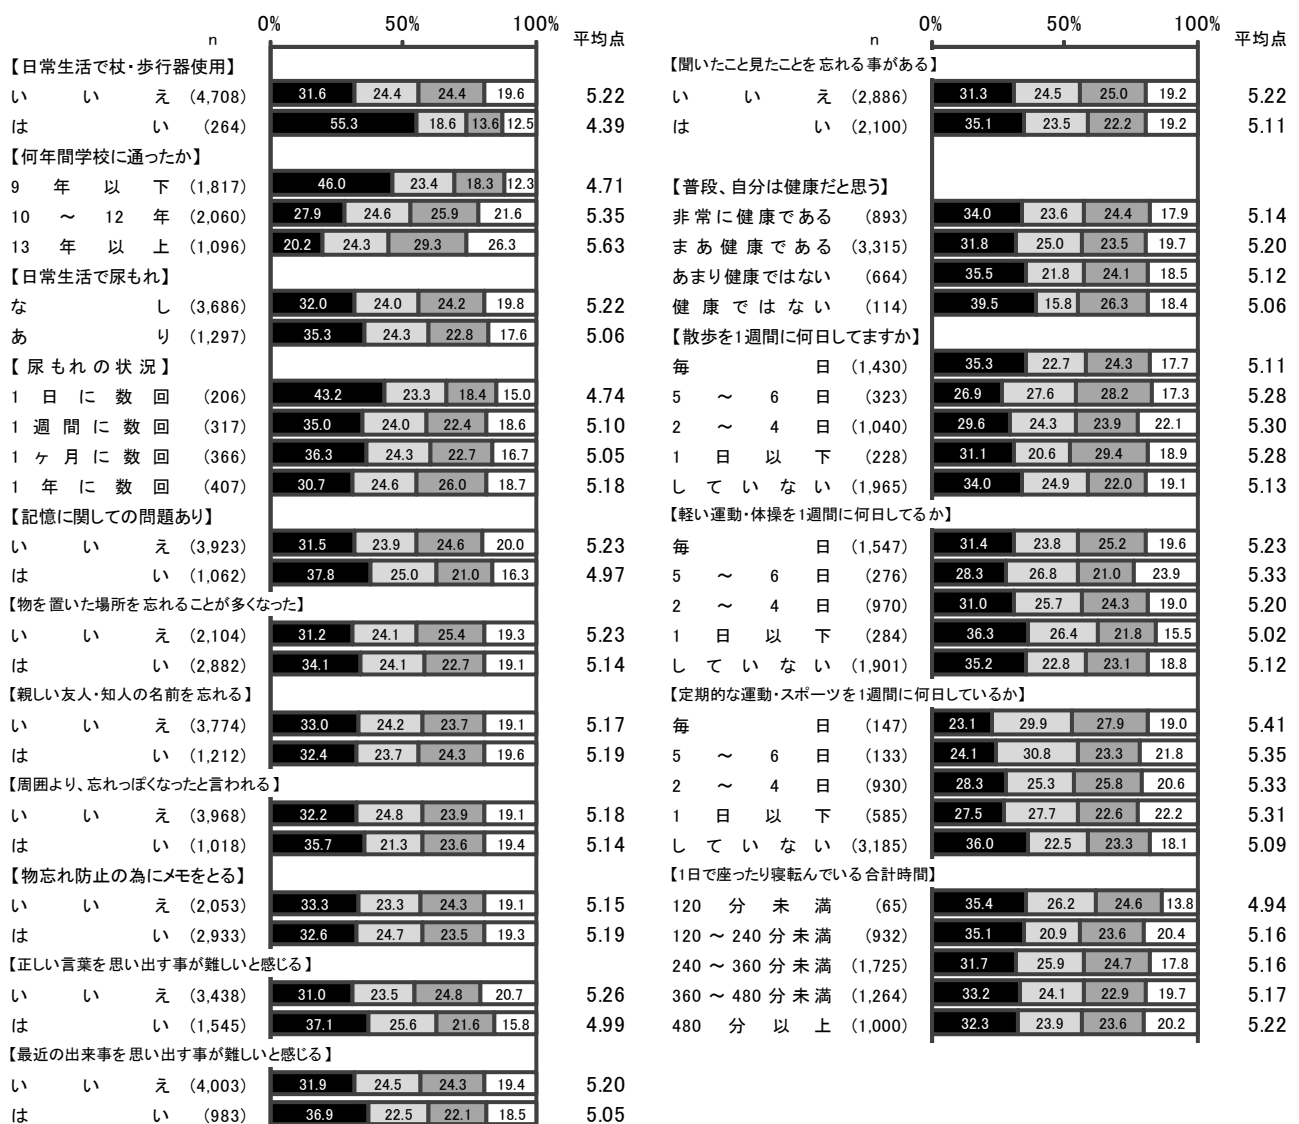 0% 50% 100%
n 平均点
【日常生活で杖・歩行器使用】
いいえ (4,708) 31.6 24.4 24.4 19.6 5.22
はい (264) 55.3 18.6 13.6 12.5 4.39
【何年間学校に通ったか】
9年以下 (1,817) 46.0 23.4 18.3 12.3 4.71
10～12年 (2,060) 27.9 24.6 25.9 21.6 5.35
13年以上 (1,096) 20.2 24.3 29.3 26.3 5.63
【日常生活で尿もれ】
なし (3,686) 32.0 24.0 24.2 19.8 5.22
あり (1,297) 35.3 24.3 22.8 17.6 5.06
【尿もれの状況】
1日に数回 (206) 43.2 23.3 18.4 15.0 4.74
1週間に数回 (317) 35.0 24.0 22.4 18.6 5.10
1ヶ月に数回 (366) 36.3 24.3 22.7 16.7 5.05
1年に数回 (407) 30.7 24.6 26.0 18.7 5.18
【記憶に関しての問題あり】
いいえ (3,923) 31.5 23.9 24.6 20.0 5.23
はい (1,062) 37.8 25.0 21.0 16.3 4.97
【物を置いた場所を忘れることが多くなった】
いいえ (2,104) 31.2 24.1 25.4 19.3 5.23
はい (2,882) 34.1 24.1 22.7 19.1 5.14
【親しい友人・知人の名前を忘れる】
いいえ (3,774) 33.0 24.2 23.7 19.1 5.17
はい (1,212) 32.4 23.7 24.3 19.6 5.19
【周囲より、忘れっぽくなったと言われる】
いいえ (3,968) 32.2 24.8 23.9 19.1 5.18
はい (1,018) 35.7 21.3 23.6 19.4 5.14
【物忘れ防止の為にメモをとる】
いいえ (2,053) 33.3 23.3 24.3 19.1 5.15
はい (2,933) 32.6 24.7 23.5 19.3 5.19
【正しい言葉を思い出す事が難しいと感じる】
いいえ (3,438) 31.0 23.5 24.8 20.7 5.26
はい (1,545) 37.1 25.6 21.6 15.8 4.99
【最近の出来事を思い出す事が難しいと感じる】
いいえ (4,003) 31.9 24.5 24.3 19.4 5.20
はい (983) 36.9 22.5 22.1 18.5 5.05
0% 50% 100%
n 平均点
【聞いたこと見たことを忘れる事がある】
いいえ (2,886) 31.3 24.5 25.0 19.2 5.22
はい (2,100) 35.1 23.5 22.2 19.2 5.11
【普段、自分は健康だと思う】
非常に健康である (893) 34.0 23.6 24.4 17.9 5.14
まあ健康である (3,315) 31.8 25.0 23.5 19.7 5.20
あまり健康ではない (664) 35.5 21.8 24.1 18.5 5.12
健康ではない (114) 39.5 15.8 26.3 18.4 5.06
【散歩を1週間に何日してますか】
毎日 (1,430) 35.3 22.7 24.3 17.7 5.11
5～6日 (323) 26.9 27.6 28.2 17.3 5.28
2～4日 (1,040) 29.6 24.3 23.9 22.1 5.30
1日以下 (228) 31.1 20.6 29.4 18.9 5.28
していない (1,965) 34.0 24.9 22.0 19.1 5.13
【軽い運動・体操を1週間に何日してるか】
毎日 (1,547) 31.4 23.8 25.2 19.6 5.23
5～6日 (276) 28.3 26.8 21.0 23.9 5.33
2～4日 (970) 31.0 25.7 24.3 19.0 5.20
1日以下 (284) 36.3 26.4 21.8 15.5 5.02
していない (1,901) 35.2 22.8 23.1 18.8 5.12
【定期的な運動・スポーツを1週間に何日しているか】
毎日 (147) 23.1 29.9 27.9 19.0 5.41
5～6日 (133) 24.1 30.8 23.3 21.8 5.35
2～4日 (930) 28.3 25.3 25.8 20.6 5.33
1日以下 (585) 27.5 27.7 22.6 22.2 5.31
していない (3,185) 36.0 22.5 23.3 18.1 5.09
【1日で座ったり寝転んでいる合計時間】
120分未満 (65) 35.4 26.2 24.6 13.8 4.94
120～240分未満 (932) 35.1 20.9 23.6 20.4 5.16
240～360分未満 (1,725) 31.7 25.9 24.7 17.8 5.16
360～480分未満 (1,264) 33.2 24.1 22.9 19.7 5.17
480分以上 (1,000) 32.3 23.9 23.6 20.2 5.22